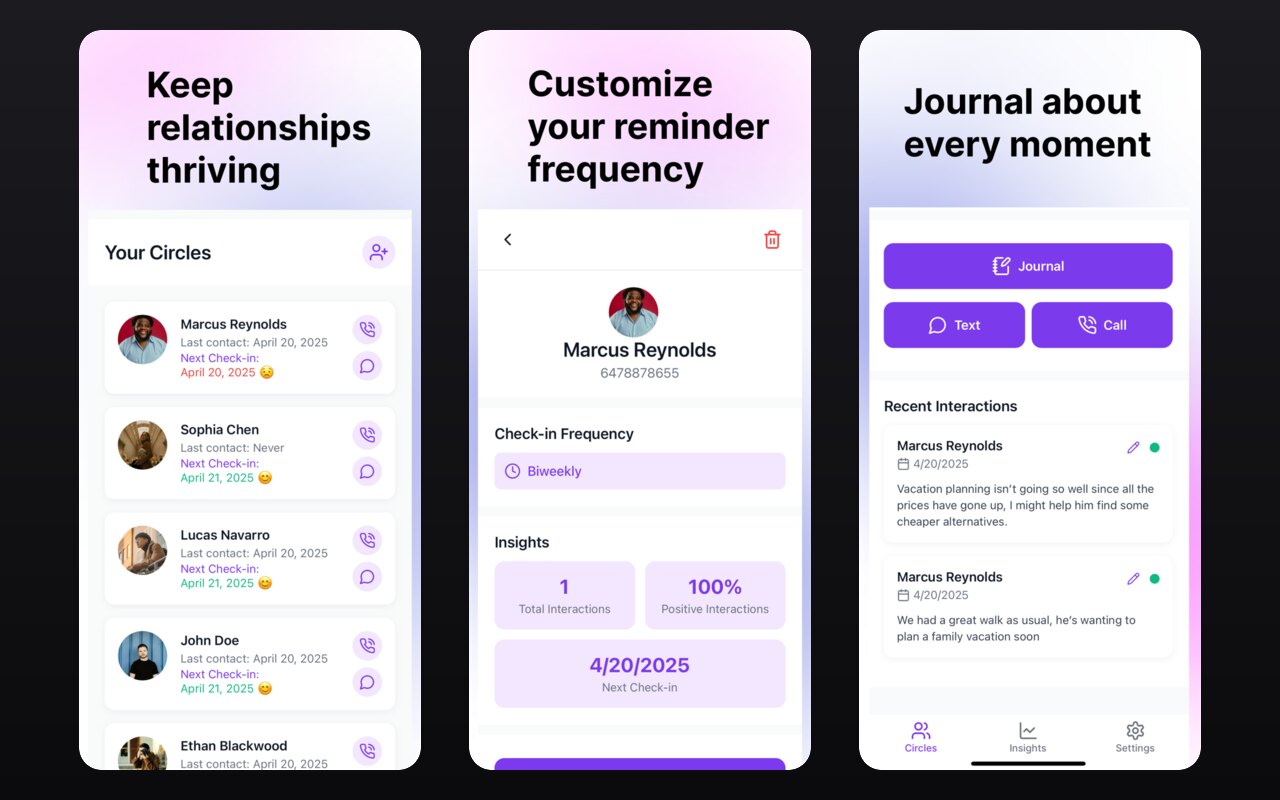 Keep
relationships
thriving
Your Circles
Marcus Reynolds
Last contact: April 20, 2025
Next Check-in:
April 20, 2025 😣
Sophia Chen
Last contact: Never
Next Check-in:
April 21, 2025 😊
Lucas Navarro
Last contact: April 20, 2025
Next Check-in:
April 21, 2025 😊
John Doe
Last contact: April 20, 2025
Next Check-in:
April 21, 2025 😊
Ethan Blackwood
Last contact: April 20, 2025
Customize
your reminder
frequency
Marcus Reynolds
6478878655
Check-in Frequency
Biweekly
Insights
1
Total Interactions
100%
Positive Interactions
4/20/2025
Next Check-in
Journal about
every moment
Journal
Text
Call
Recent Interactions
Marcus Reynolds
4/20/2025
Vacation planning isn't going so well since all the
prices have gone up, I might help him find some
cheaper alternatives.
Marcus Reynolds
4/20/2025
We had a great walk as usual, he's wanting to
plan a family vacation soon
Circles
Insights
Settings